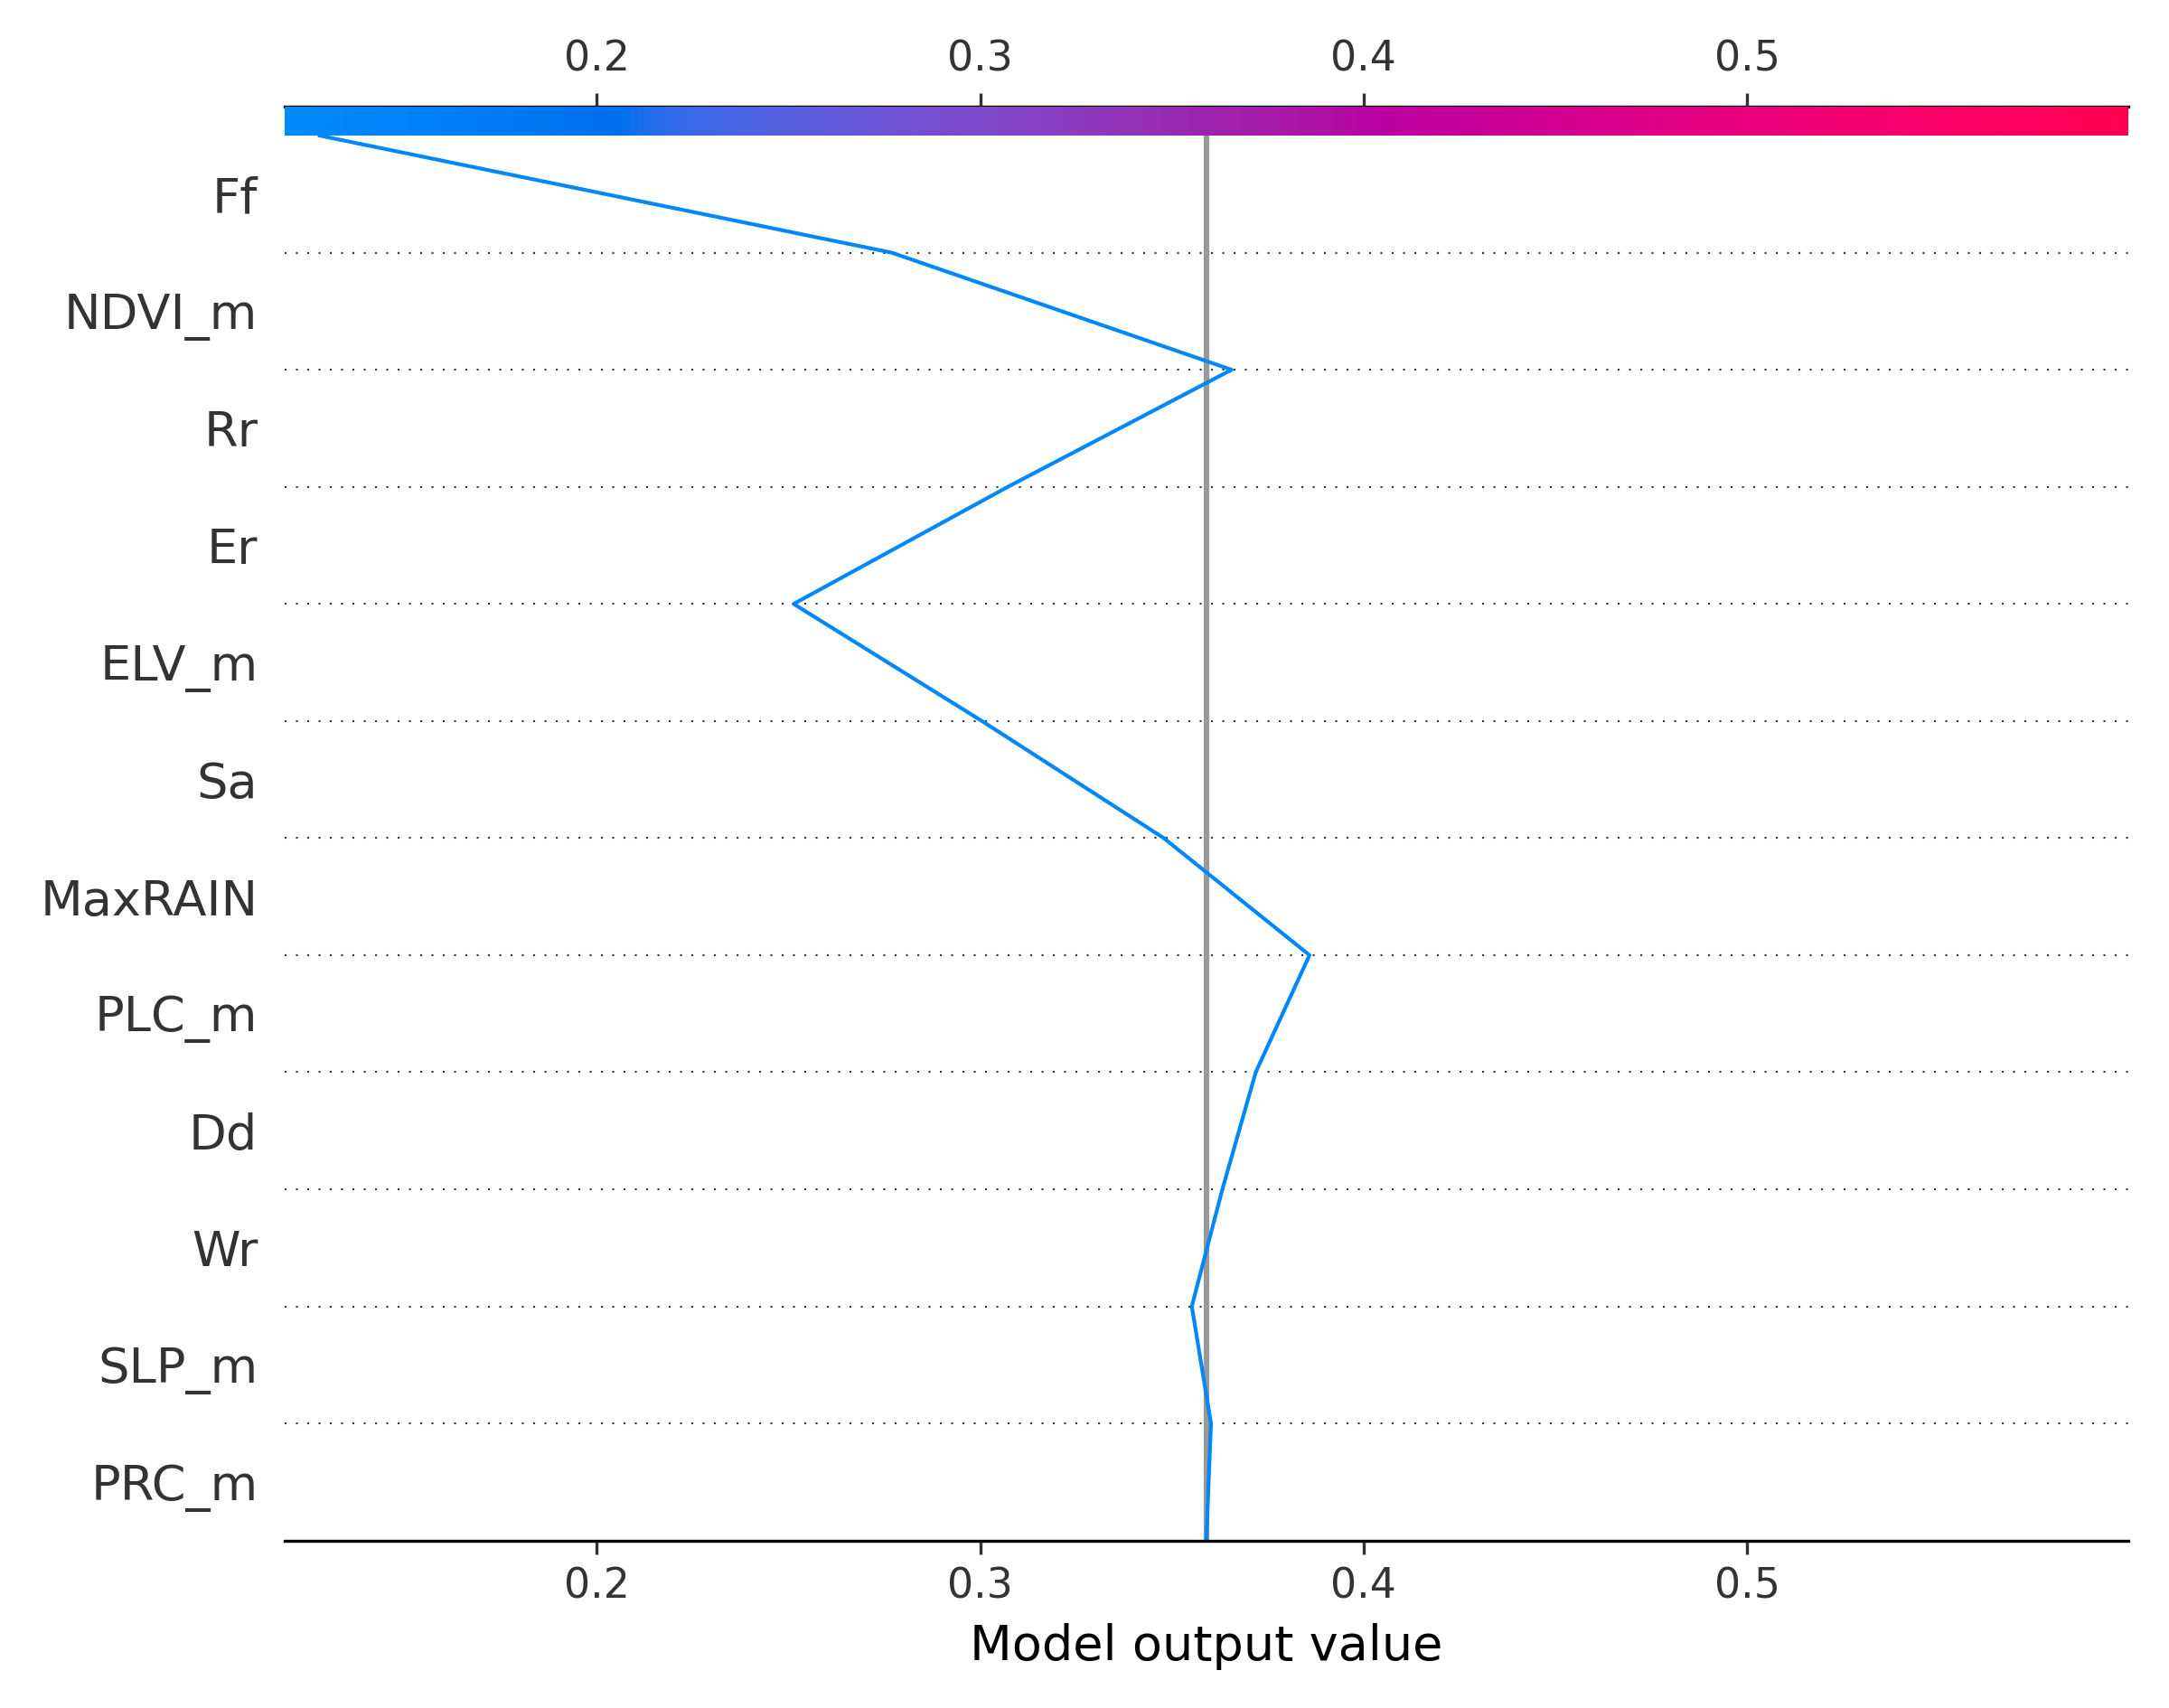 0.2 0.3 0.4 0.5
Ff
NDVI_m
Rr
Er
ELV_m
Sa
MaxRAIN
PLC_m
Dd
Wr
SLP_m
PRC_m
0.2 0.3 0.4 0.5
Model output value